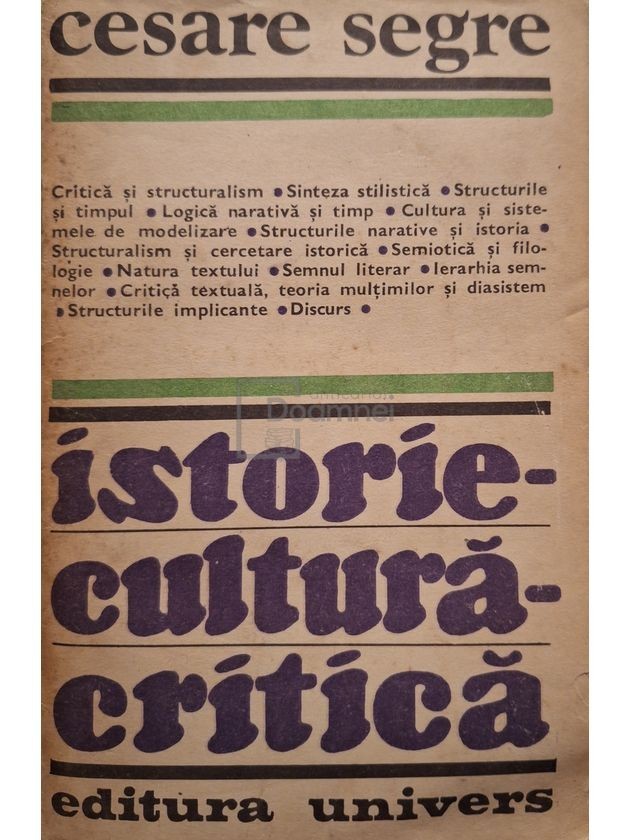 cesare segre
Critică și structuralism • Sinteza stilistică • Structurile
și timpul • Logică narativă și timp • Cultura și siste-
mele de modelizare • Structurile narative și istoria •
Structuralism și cercetare istorică • Semiotică și filo-
logie • Natura textului • Semnul literar • Ierarhia sem-
nelor • Critică textuală, teoria mulțimilor și diasistem
• Structurile implicante • Discurs •
anticariat
Doamnei
istorie-
cultură-
critică
editura univers